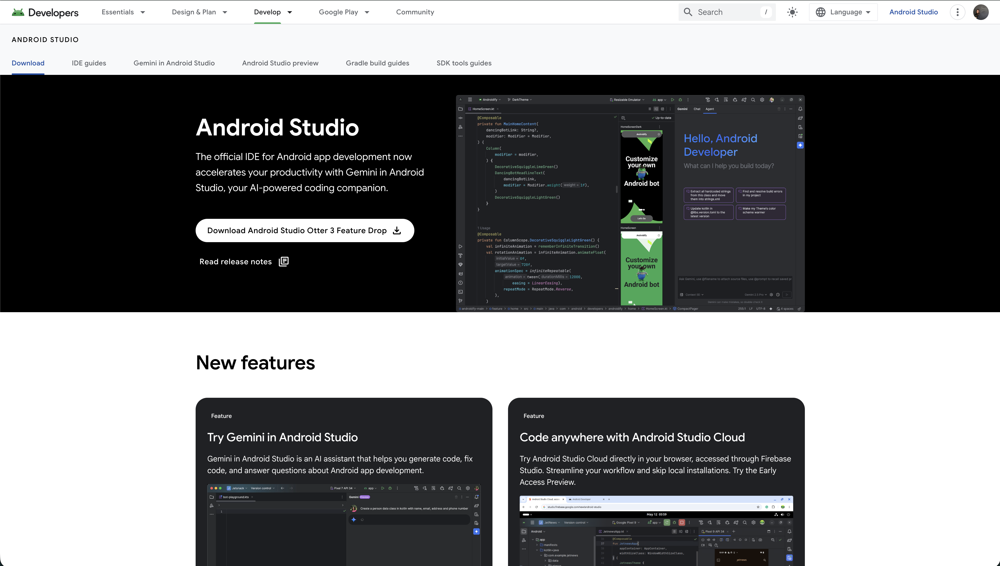 Developers
Essentials
Design & Plan
Develop
Google Play
Community
Search
/
Language
Android Studio
ANDROID STUDIO
Download
IDE guides
Gemini in Android Studio
Android Studio preview
Gradle build guides
SDK tools guides
Android Studio
The official IDE for Android app development now
accelerates your productivity with Gemini in Android
Studio, your AI-powered coding companion.
Download Android Studio Otter 3 Feature Drop
Read release notes
Androidify
DarkTheme
Resizable Emulator
app
HomeScreen.kt
@Composable
private fun MainHomeContent(
dancingBotLink: String?,
modifier: Modifier = Modifier,
) {
Column(
modifier = modifier,
) {
DecorativeSquiggleLimeGreen()
DancingBotHeadlineText(
dancingBotLink,
modifier = Modifier.weight( weight = 1f),
)
DecorativeSquiggleLightGreen()
}
}
1 Usage
@Composable
private fun ColumnScope.DecorativeSquiggleLightGreen() {
val infiniteAnimation = rememberInfiniteTransition()
val rotationAnimation = infiniteAnimation.animateFloat(
initialValue = 0f,
targetValue = 720f,
animationSpec = infiniteRepeatable(
animation = tween( durationMillis = 12000,
easing = LinearEasing),
repeatMode = RepeatMode.Reverse,
),
)
Up-to-date
HomeScreenDark
Androidify
Customize
your own
Android bot
Let's Go
HomeScreen
Androidify
Customize
your own
Android bot
Gemini
Chat
Agent
Hello, Android
Developer
What can I help you build today?
Extract all hardcoded strings
from this class and move
them into strings.xml
Find and resolve build errors
in my project
Update kotlin in
@libs.version.toml to the
latest version
Make my Theme's color
scheme warmer
Ask Gemini, use @filename to attach source files, use @prompt to recall saved pr
Context (6)
Gemini 2.5 Pro
Gemini can make mistakes, so double-check it
androidify-main > feature > home > src > main > java > com > android > developers > androidify > home > HomeScreen.kt > CompactPager
255:1 LF UTF-8 4 spaces
New features
Feature
Try Gemini in Android Studio
Gemini in Android Studio is an AI assistant that helps you generate code, fix
code, and answer questions about Android app development.
J Jetsnack
Version control
Pixel 7 API 34
app
bot-playground.kts
1
Gemini Preview
Create a person data class in kotlin with name, email, address and phone number
Feature
Code anywhere with Android Studio Cloud
Try Android Studio Cloud directly in your browser, accessed through Firebase
Studio. Streamline your workflow and skip local installations. Try the Early
Access Preview.
Android Studio Cloud, acces
Android Developer
studio.firebase.google.com/new/android-studio
May 12 05:59
J JetNews
Version control
Google Pixel 9
app
Android
app
manifests
kotlin+java
com.example.jetnews
data
JetnewsApp.kt
36 @Composable
37 fun JetnewsApp(
38 appContainer: AppContainer,
39 widthSizeClass: WindowWidthSizeClass,
40 ) {
41 JetnewsTheme {
Pixel 9 API 34
jetnews